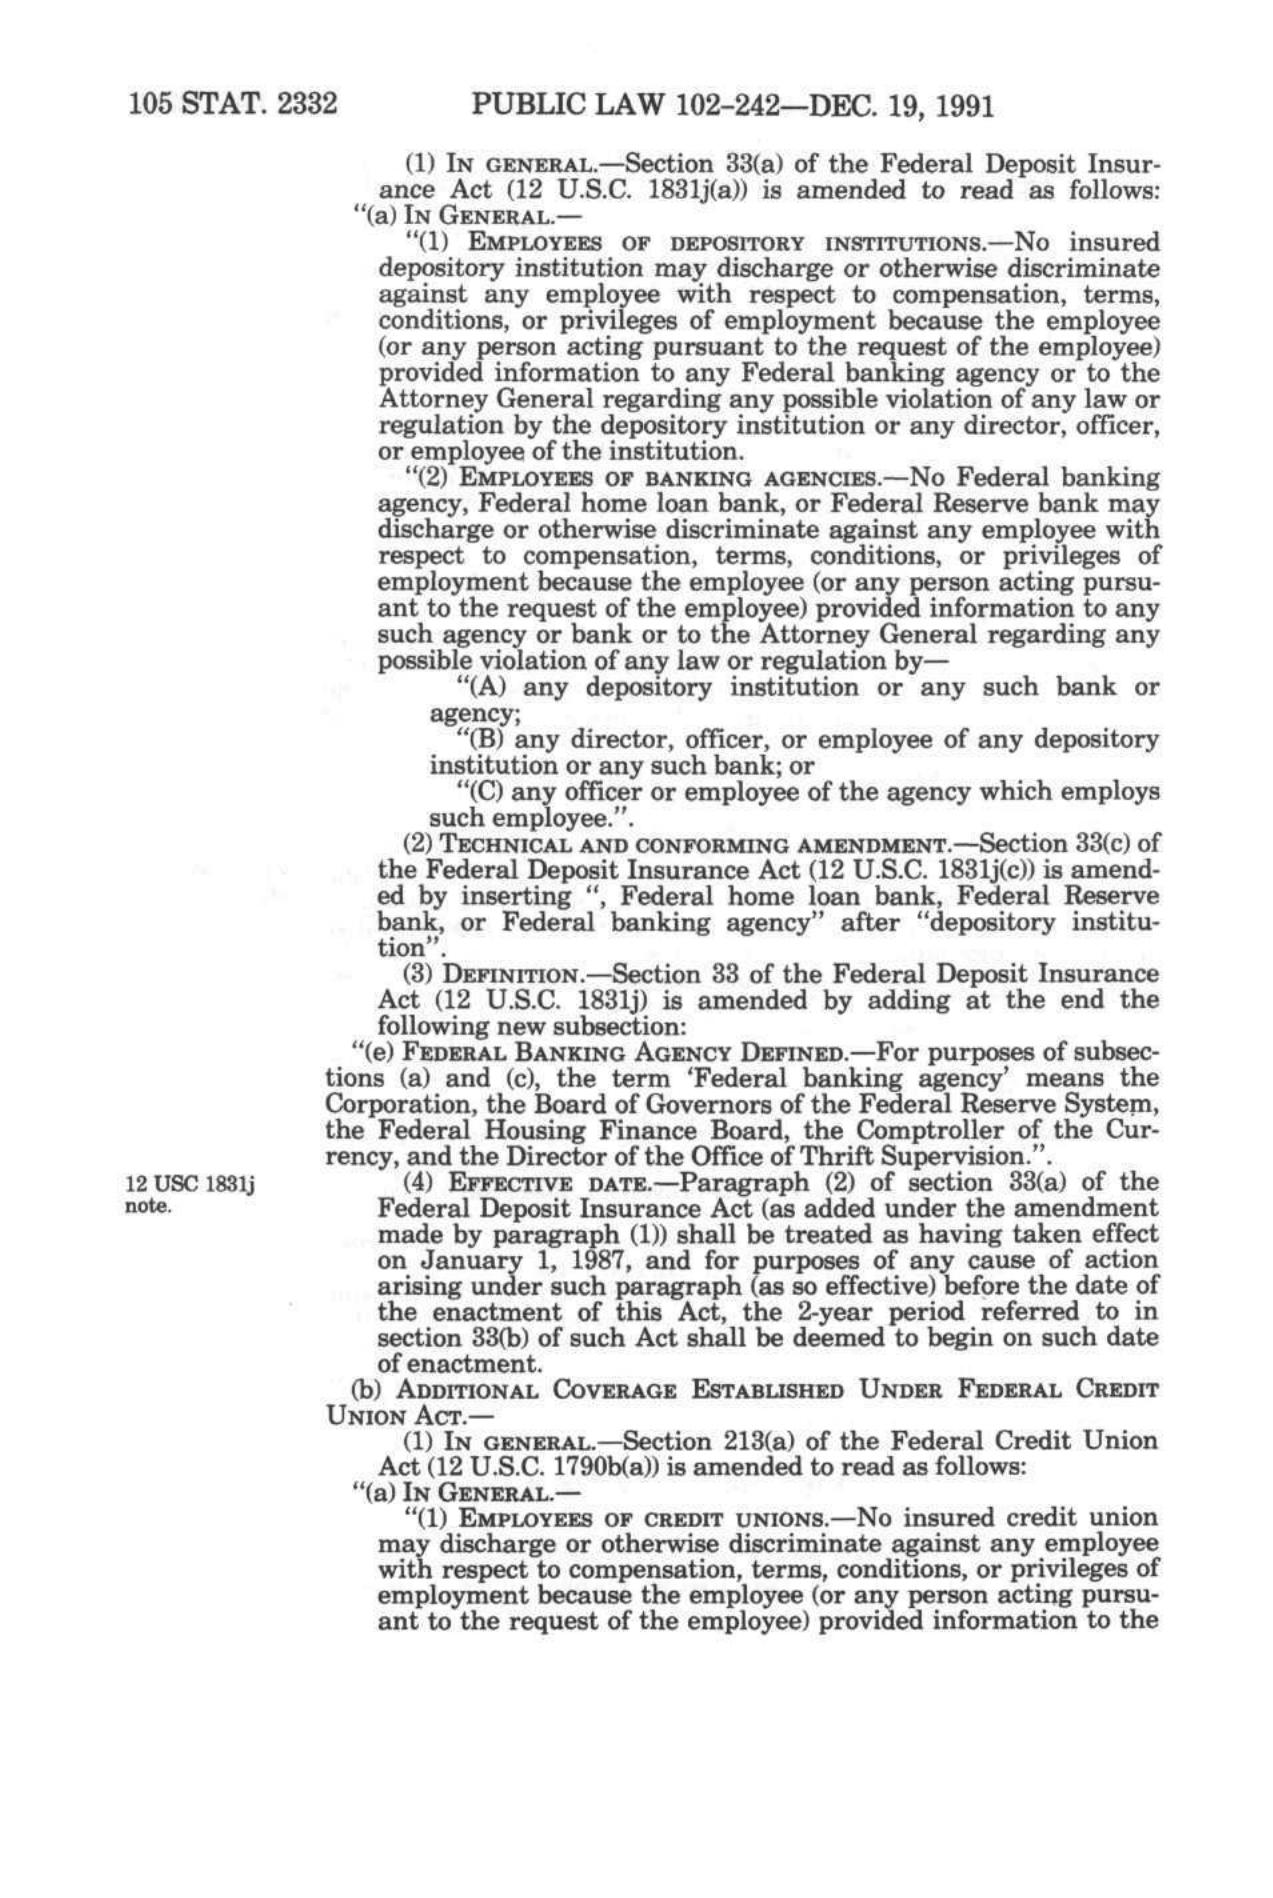 105 STAT. 2332 PUBLIC LAW 102-242—DEC. 19, 1991
(1) IN GENERAL.—Section 33(a) of the Federal Deposit Insur-
ance Act (12 U.S.C. 1831j(a)) is amended to read as follows:
"(a) IN GENERAL.—
"(1) EMPLOYEES OF DEPOSITORY INSTITUTIONS.—No insured
depository institution may discharge or otherwise discriminate
against any employee with respect to compensation, terms,
conditions, or privileges of employment because the employee
(or any person acting pursuant to the request of the employee)
provided information to any Federal banking agency or to the
Attorney General regarding any possible violation of any law or
regulation by the depository institution or any director, officer,
or employee of the institution.
"(2) EMPLOYEES OF BANKING AGENCIES.—No Federal banking
agency, Federal home loan bank, or Federal Reserve bank may
discharge or otherwise discriminate against any employee with
respect to compensation, terms, conditions, or privileges of
employment because the employee (or any person acting pursu-
ant to the request of the employee) provided information to any
such agency or bank or to the Attorney General regarding any
possible violation of any law or regulation by—
"(A) any depository institution or any such bank or
agency;
"(B) any director, officer, or employee of any depository
institution or any such bank; or
"(C) any officer or employee of the agency which employs
such employee.".
(2) TECHNICAL AND CONFORMING AMENDMENT.—Section 33(c) of
the Federal Deposit Insurance Act (12 U.S.C. 1831j(c)) is amend-
ed by inserting ", Federal home loan bank, Federal Reserve
bank, or Federal banking agency" after "depository institu-
tion".
(3) DEFINITION.—Section 33 of the Federal Deposit Insurance
Act (12 U.S.C. 1831j) is amended by adding at the end the
following new subsection:
"(e) FEDERAL BANKING AGENCY DEFINED.—For purposes of subsec-
tions (a) and (c), the term 'Federal banking agency' means the
Corporation, the Board of Governors of the Federal Reserve System,
the Federal Housing Finance Board, the Comptroller of the Cur-
rency, and the Director of the Office of Thrift Supervision.".
12 USC 1831j
note.
(4) EFFECTIVE DATE.—Paragraph (2) of section 33(a) of the
Federal Deposit Insurance Act (as added under the amendment
made by paragraph (1)) shall be treated as having taken effect
on January 1, 1987, and for purposes of any cause of action
arising under such paragraph (as so effective) before the date of
the enactment of this Act, the 2-year period referred to in
section 33(b) of such Act shall be deemed to begin on such date
of enactment.
(b) ADDITIONAL COVERAGE ESTABLISHED UNDER FEDERAL CREDIT
UNION ACT.—
(1) IN GENERAL.—Section 213(a) of the Federal Credit Union
Act (12 U.S.C. 1790b(a)) is amended to read as follows:
"(a) IN GENERAL.—
"(1) EMPLOYEES OF CREDIT UNIONS.—No insured credit union
may discharge or otherwise discriminate against any employee
with respect to compensation, terms, conditions, or privileges of
employment because the employee (or any person acting pursu-
ant to the request of the employee) provided information to the